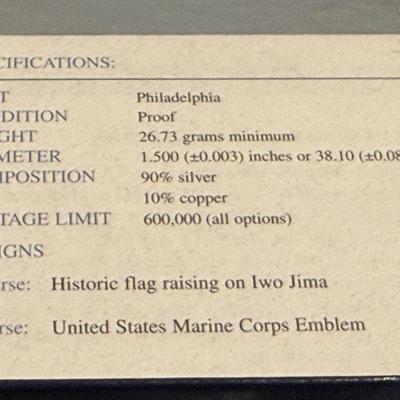 CIFICATIONS:
T Philadelphia
DITION Proof
GHT 26.73 grams minimum
METER 1.500 (±0.003) inches or 38.10 (±0.08
MPOSITION 90% silver
10% copper
TAGE LIMIT 600,000 (all options)
IGNS
rse: Historic flag raising on Iwo Jima
rse: United States Marine Corps Emblem